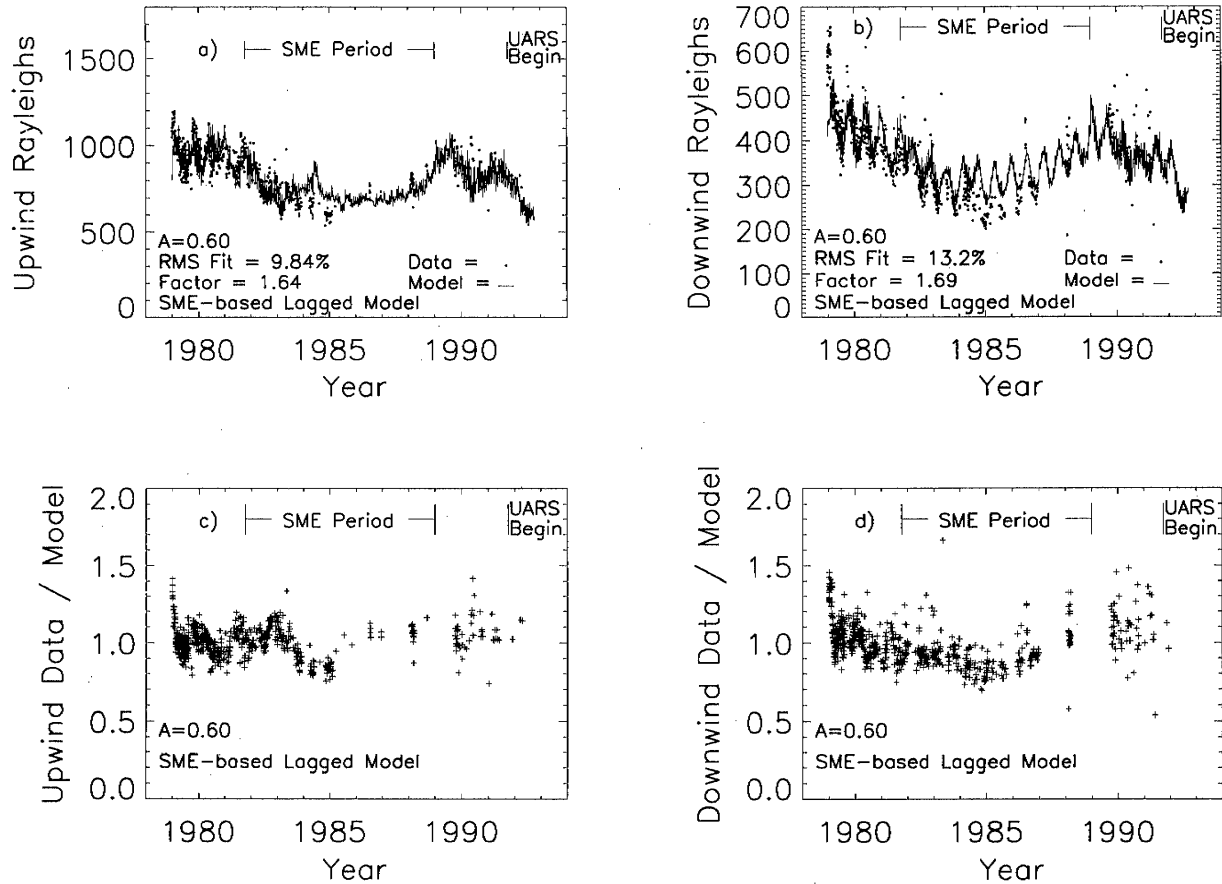 a)
SME Period
UARS
Begin
1500
1000
500
0
Upwind Rayleighs
A=0.60
RMS Fit = 9.84%
Factor = 1.64
SME-based Lagged Model
Data = .
Model = —
1980 1985 1990
Year
b)
SME Period
UARS
Begin
700
600
500
400
300
200
100
0
Downwind Rayleighs
A=0.60
RMS Fit = 13.2%
Factor = 1.69
SME-based Lagged Model
Data = .
Model = —
1980 1985 1990
Year
c)
SME Period
UARS
Begin
2.0
1.5
1.0
0.5
0.0
Upwind Data / Model
A=0.60
SME-based Lagged Model
1980 1985 1990
Year
d)
SME Period
UARS
Begin
2.0
1.5
1.0
0.5
0.0
Downwind Data / Model
A=0.60
SME-based Lagged Model
1980 1985 1990
Year